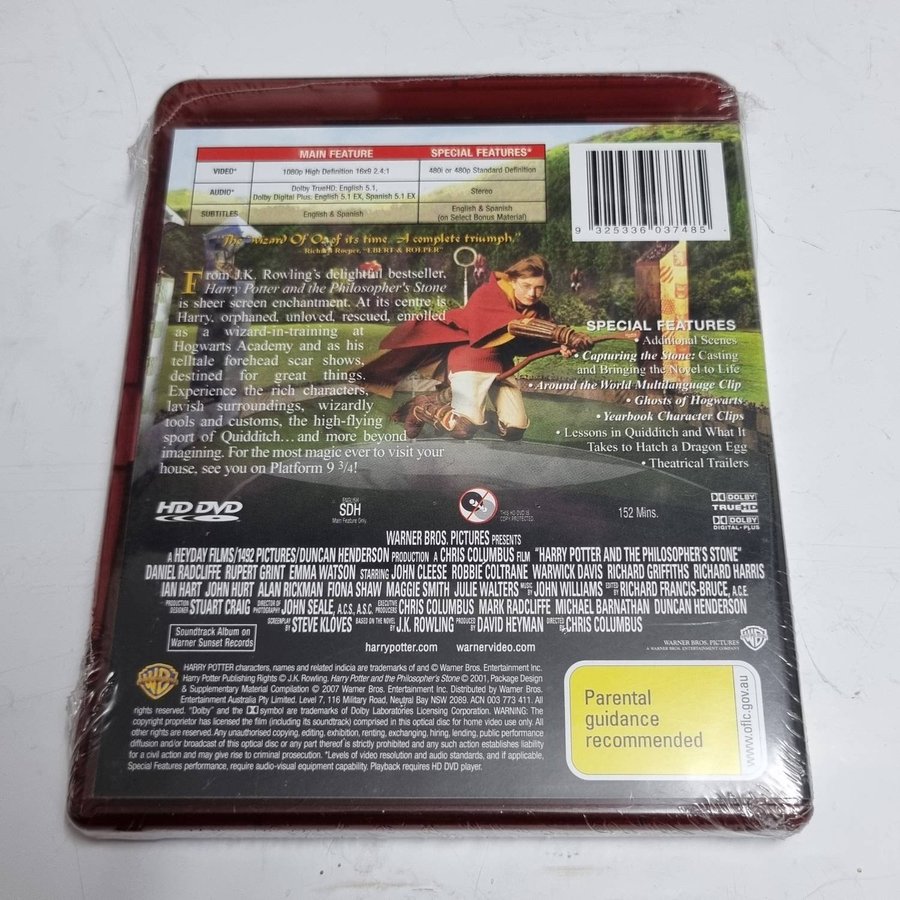 MAIN FEATURE SPECIAL FEATURES*
VIDEO* 1080p High Definition 16x9 2.4:1 480i or 480p Standard Definition
AUDIO* Dolby TrueHD: English 5.1, Dolby Digital Plus: English 5.1 EX, Spanish 5.1 EX Stereo
SUBTITLES English & Spanish English & Spanish (on Select Bonus Material)
9 325336 037485
"The Wizard Of Oz of its time. A complete triumph."
Richard Roeper, "EBERT & ROEPER"
From J.K. Rowling's delightful bestseller,
Harry Potter and the Philosopher's Stone
is sheer screen enchantment. At its centre is
Harry, orphaned, unloved, rescued, enrolled
as a wizard-in-training at
Hogwarts Academy and as his
telltale forehead scar shows,
destined for great things.
Experience the rich characters,
lavish surroundings, wizardly
tools and customs, the high-flying
sport of Quidditch...and more beyond
imagining. For the most magic ever to visit your
house, see you on Platform 9 3/4!
SPECIAL FEATURES
• Additional Scenes
• Capturing the Stone: Casting
and Bringing the Novel to Life
• Around the World Multilanguage Clip
• Ghosts of Hogwarts
• Yearbook Character Clips
• Lessons in Quidditch and What It
Takes to Hatch a Dragon Egg
• Theatrical Trailers
HD DVD
ENGLISH
SDH
Main Feature Only
THIS HD DVD IS
COPY PROTECTED.
152 Mins.
DOLBY
TRUEHD
DOLBY
DIGITAL PLUS
WARNER BROS. PICTURES PRESENTS
A HEYDAY FILMS/1492 PICTURES/DUNCAN HENDERSON PRODUCTION A CHRIS COLUMBUS FILM "HARRY POTTER AND THE PHILOSOPHER'S STONE"
DANIEL RADCLIFFE RUPERT GRINT EMMA WATSON STARRING JOHN CLEESE ROBBIE COLTRANE WARWICK DAVIS RICHARD GRIFFITHS RICHARD HARRIS
IAN HART JOHN HURT ALAN RICKMAN FIONA SHAW MAGGIE SMITH JULIE WALTERS MUSIC BY JOHN WILLIAMS EDITED BY RICHARD FRANCIS-BRUCE, A.C.E.
PRODUCTION DESIGNER STUART CRAIG DIRECTOR OF PHOTOGRAPHY JOHN SEALE, A.C.S., A.S.C. EXECUTIVE PRODUCERS CHRIS COLUMBUS MARK RADCLIFFE MICHAEL BARNATHAN DUNCAN HENDERSON
SCREENPLAY BY STEVE KLOVES BASED ON THE NOVEL BY J.K. ROWLING PRODUCED BY DAVID HEYMAN DIRECTED BY CHRIS COLUMBUS
Soundtrack Album on
Warner Sunset Records
harrypotter.com warnervideo.com
WARNER BROS. PICTURES
A WARNER BROS. ENTERTAINMENT COMPANY
WB
WB
HARRY POTTER characters, names and related indicia are trademarks of and © Warner Bros. Entertainment Inc.
Harry Potter Publishing Rights © J.K. Rowling. Harry Potter and the Philosopher's Stone © 2001, Package Design
& Supplementary Material Compilation © 2007 Warner Bros. Entertainment Inc. Distributed by Warner Bros.
Entertainment Australia Pty Limited. Level 7, 116 Military Road, Neutral Bay NSW 2089. ACN 003 773 411. All
rights reserved. "Dolby" and the symbol are trademarks of Dolby Laboratories Licensing Corporation. WARNING: The
copyright proprietor has licensed the film (including its soundtrack) comprised in this optical disc for home video use only. All
other rights are reserved. Any unauthorised copying, editing, exhibition, renting, exchanging, hiring, lending, public performance
diffusion and/or broadcast of this optical disc or any part thereof is strictly prohibited and any such action establishes liability
for a civil action and may give rise to criminal prosecution. *Levels of video resolution and audio standards, and if applicable,
Special Features performance, require audio-visual equipment capability. Playback requires HD DVD player.
Parental
guidance
recommended
www.oflc.gov.au